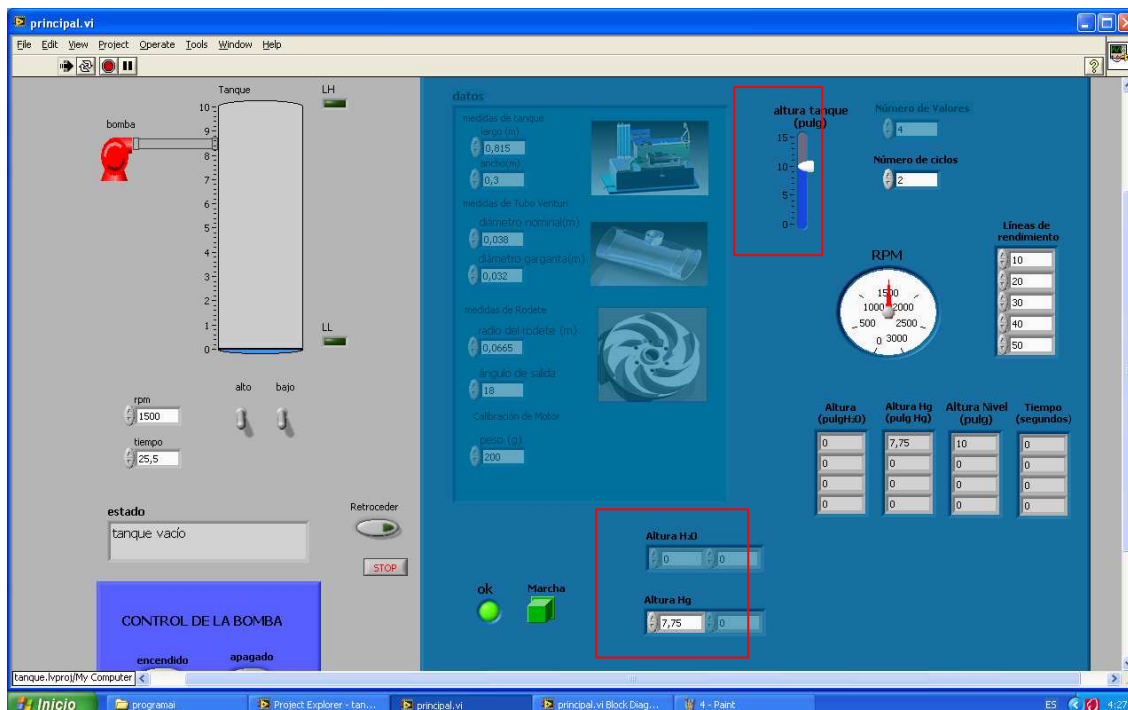 principal.vi
File Edit View Project Operate Tools Window Help
Tanque
LH
bomba
10
9
8
7
6
5
4
3
2
1
0
LL
rpm
1500
alto
bajo
tiempo
25,5
estado
tanque vacío
Retroceder
STOP
CONTROL DE LA BOMBA
encendido
apagado
datos
medidas de tanque
largo (m)
0,815
ancho(m)
0,3
medidas de Tubo Venturi
diámetro nominal(m)
0,038
diámetro garganta(m)
0,032
medidas de Rodete
radio del rodete (m)
0,0665
ángulo de salida
18
Calibración de Motor
peso (g)
200
altura tanque
(pulg)
15
10
5
0
Número de Valores
4
Número de ciclos
2
Líneas de
rendimiento
10
20
30
40
50
RPM
1500
1000 2000
500 2500
0 3000
Altura
(pulgH₂O)
0
0
0
0
Altura Hg
(pulg Hg)
7,75
0
0
0
Altura Nivel
(pulg)
10
0
0
0
Tiempo
(segundos)
0
0
0
0
ok
Marcha
Altura H₂O
0 0
Altura Hg
7,75 0
tanque.lvproj/My Computer
Inicio programai Project Explorer - tan... principal.vi principal.vi Block Diag... 4 - Paint ES 4:27